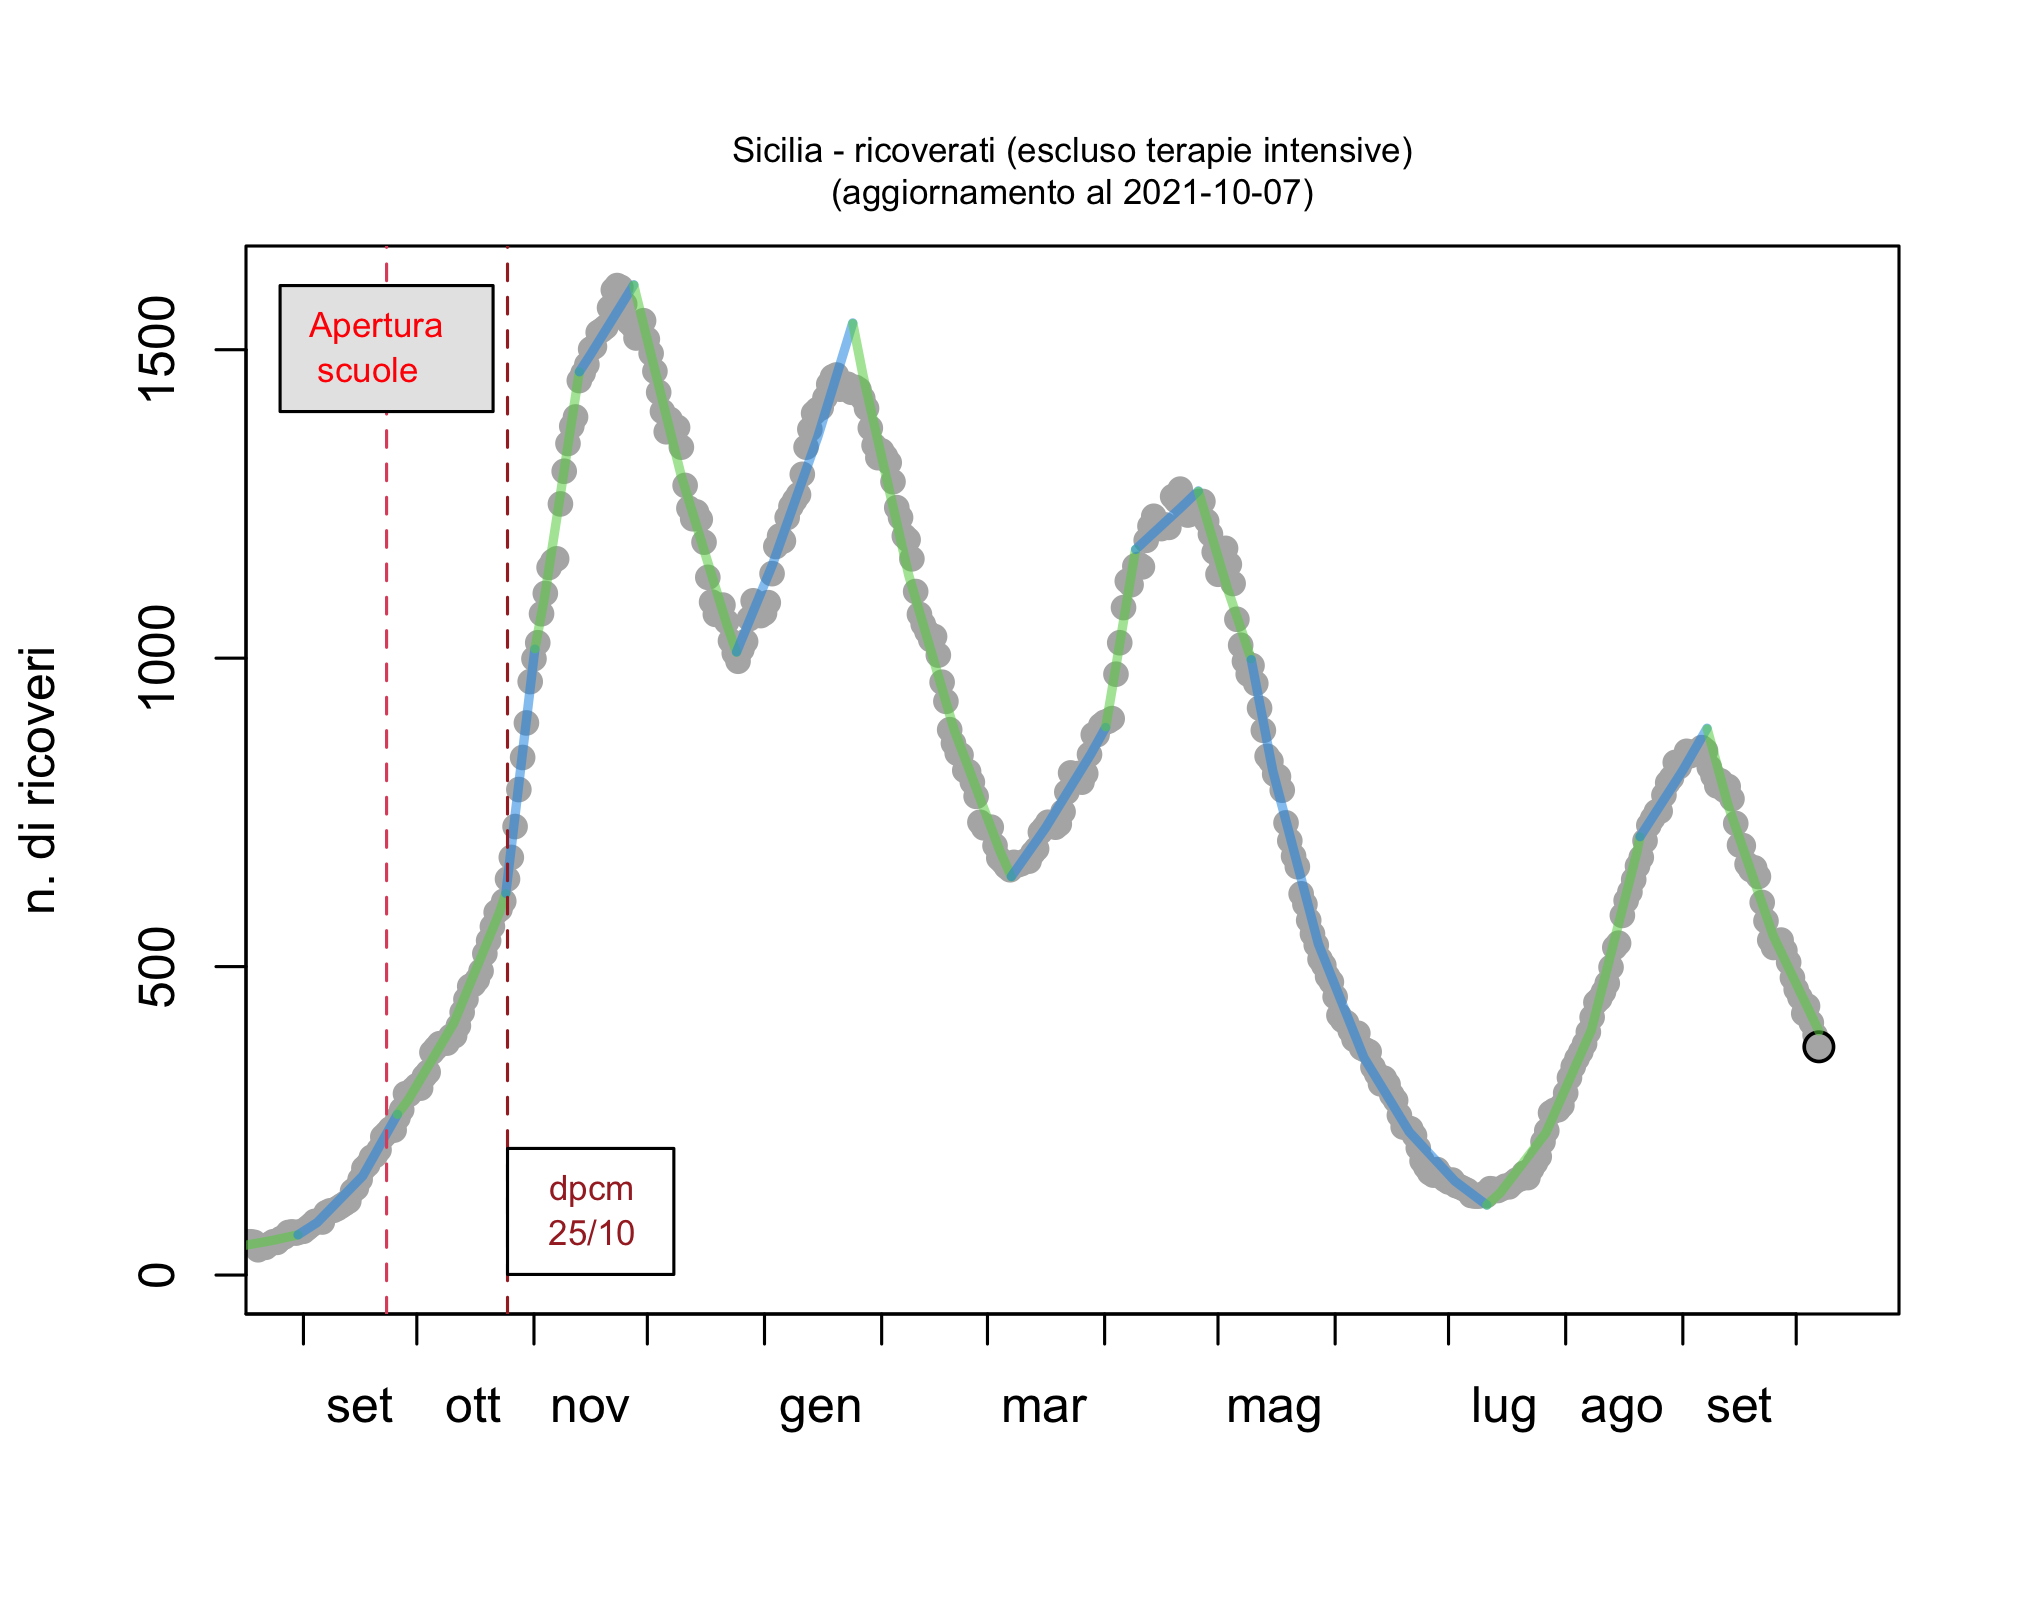 Sicilia - ricoverati (escluso terapie intensive)
(aggiornamento al 2021-10-07)
n. di ricoveri
1500
1000
500
0
Apertura
scuole
dpcm
25/10
set ott nov gen mar mag lug ago set